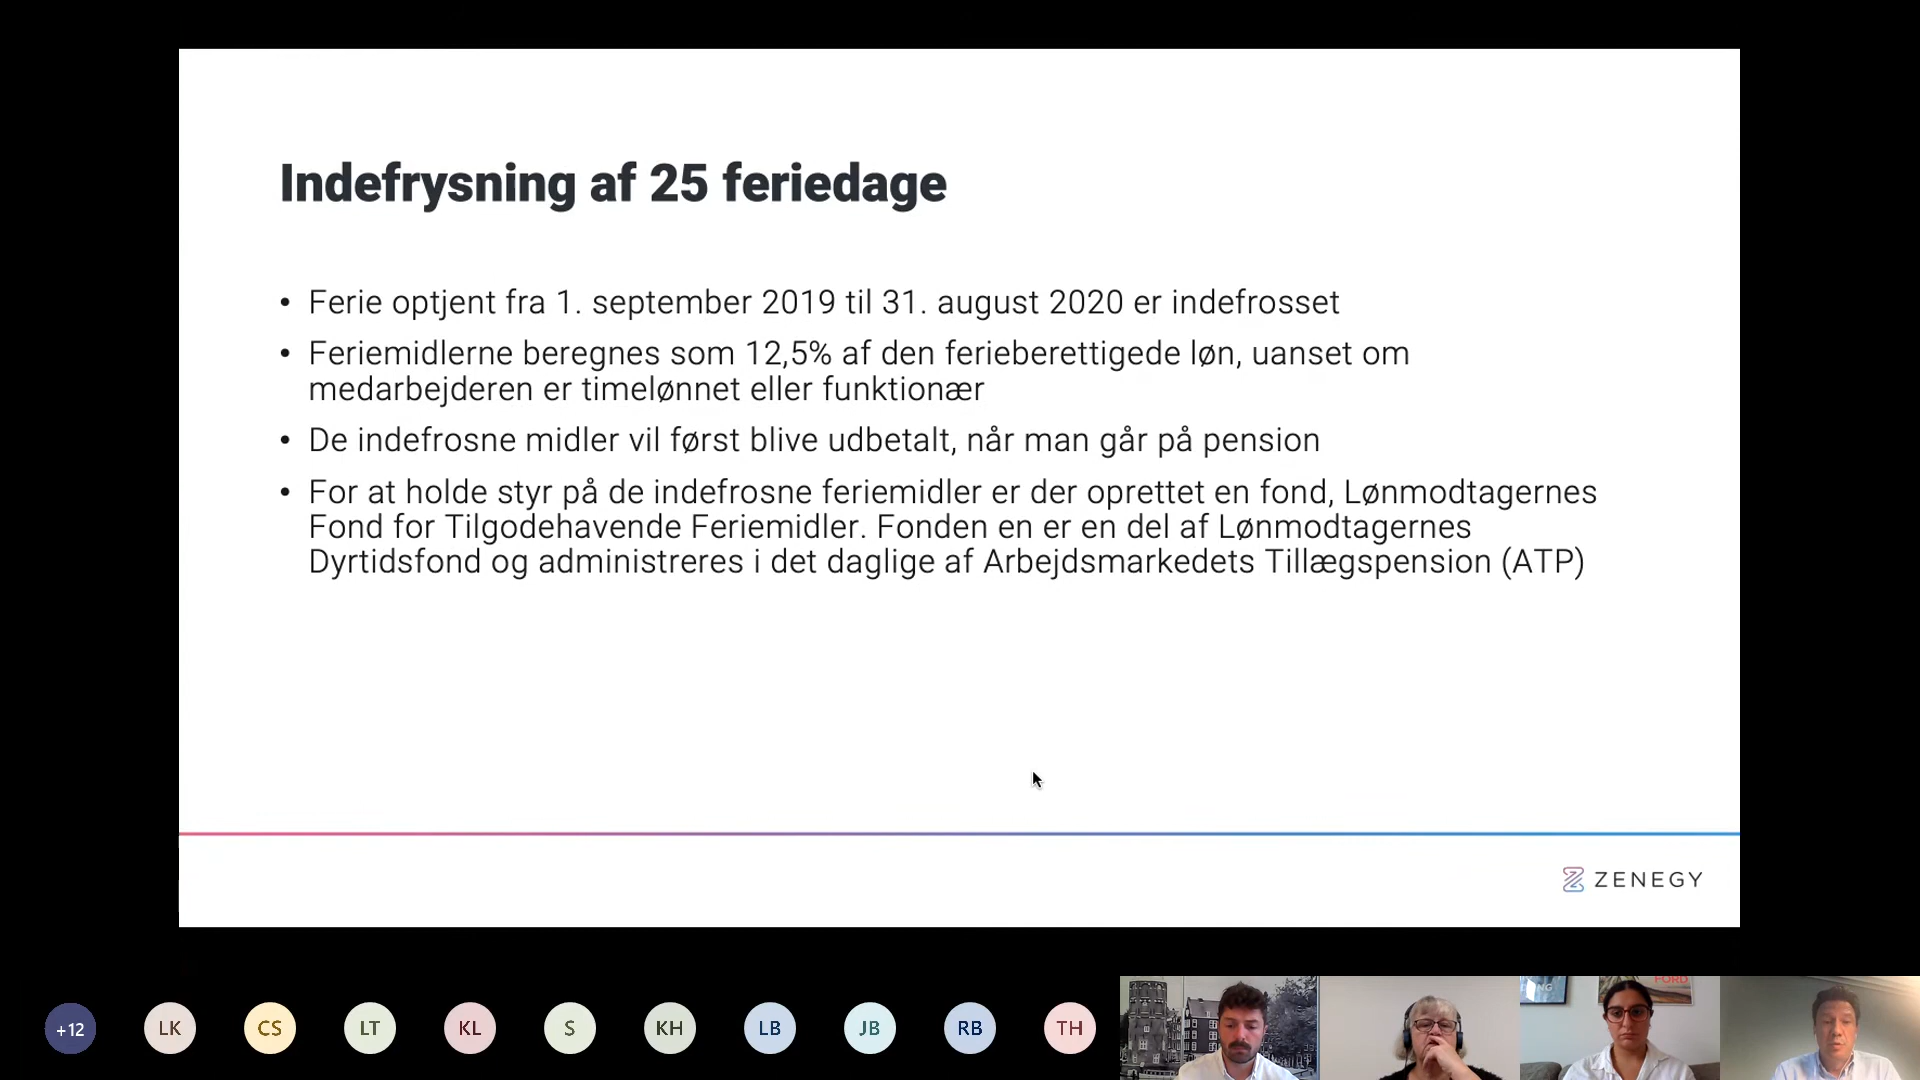 Indefrysning af 25 feriedage
• Ferie optjent fra 1. september 2019 til 31. august 2020 er indefrosset
• Feriemidlerne beregnes som 12,5% af den ferieberettigede løn, uanset om
medarbejderen er timelønnet eller funktionær
• De indefrosne midler vil først blive udbetalt, når man går på pension
• For at holde styr på de indefrosne feriemidler er der oprettet en fond, Lønmodtagernes
Fond for Tilgodehavende Feriemidler. Fonden en er en del af Lønmodtagernes
Dyrtidsfond og administreres i det daglige af Arbejdsmarkedets Tillægspension (ATP)
ZENEGY
+12 LK CS LT KL S KH LB JB RB TH
FORD